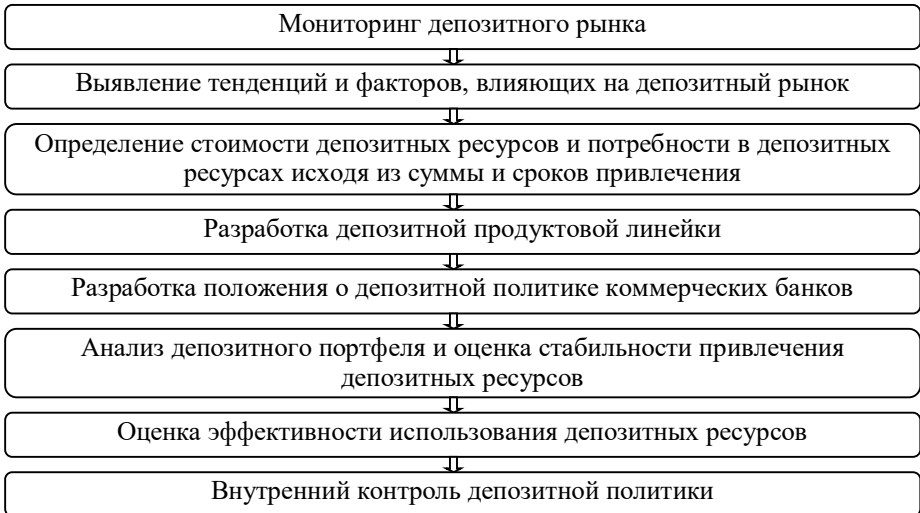 Мониторинг депозитного рынка
Выявление тенденций и факторов, влияющих на депозитный рынок
Определение стоимости депозитных ресурсов и потребности в депозитных
ресурсах исходя из суммы и сроков привлечения
Разработка депозитной продуктовой линейки
Разработка положения о депозитной политике коммерческих банков
Анализ депозитного портфеля и оценка стабильности привлечения
депозитных ресурсов
Оценка эффективности использования депозитных ресурсов
Внутренний контроль депозитной политики